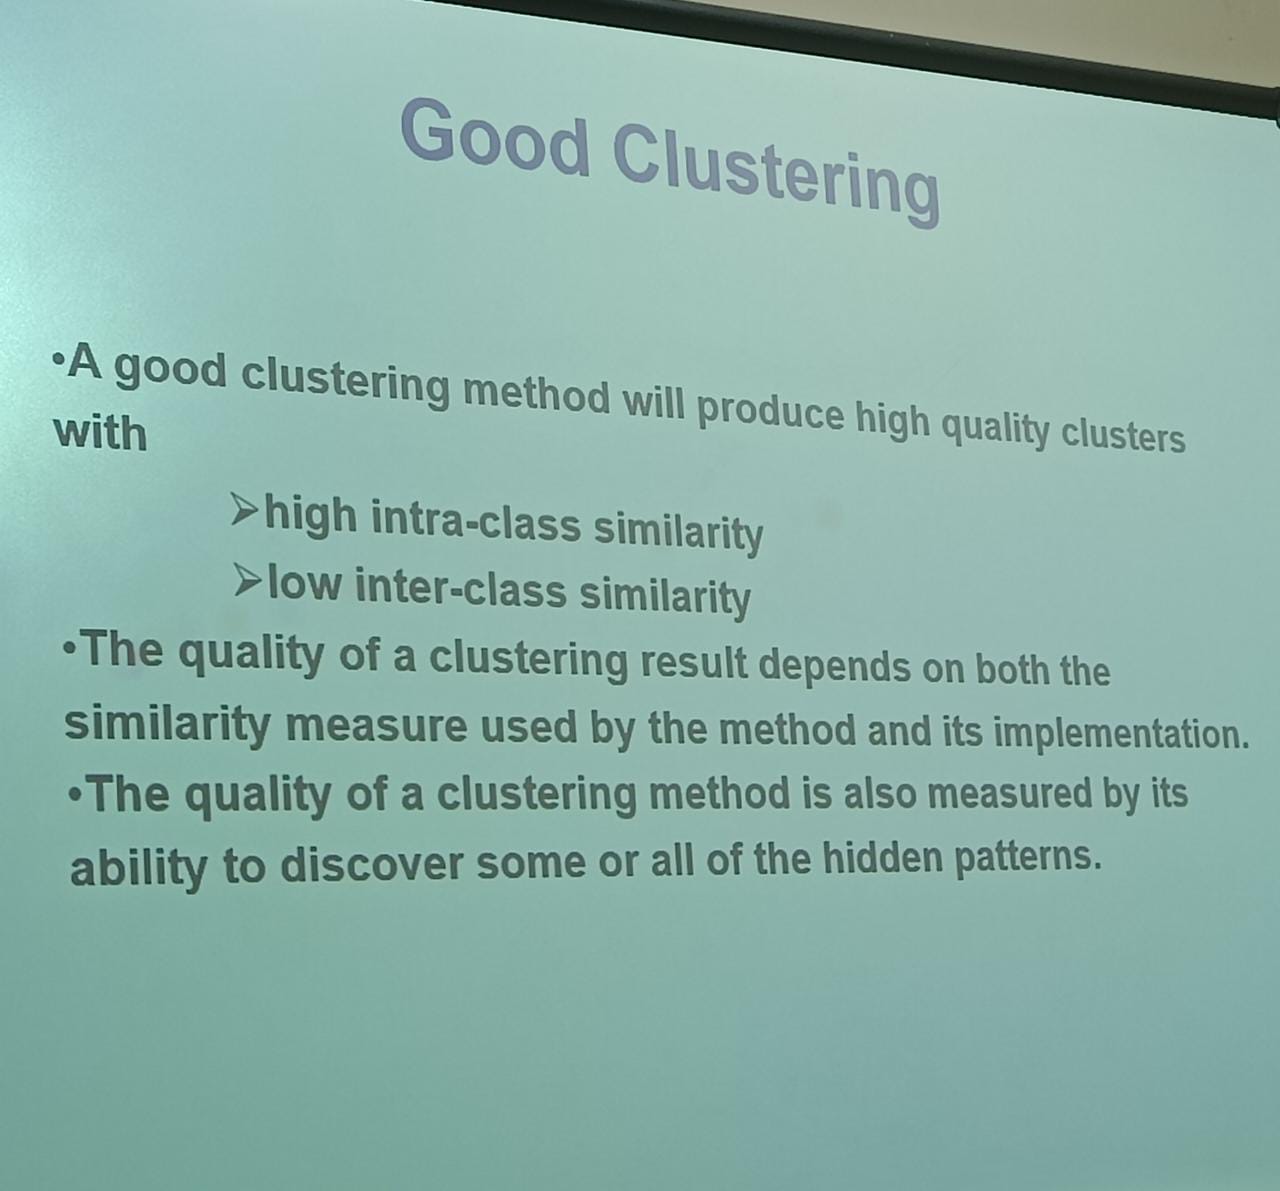 Good Clustering
•A good clustering method will produce high quality clusters
with
➢high intra-class similarity
➢low inter-class similarity
•The quality of a clustering result depends on both the
similarity measure used by the method and its implementation.
•The quality of a clustering method is also measured by its
ability to discover some or all of the hidden patterns.